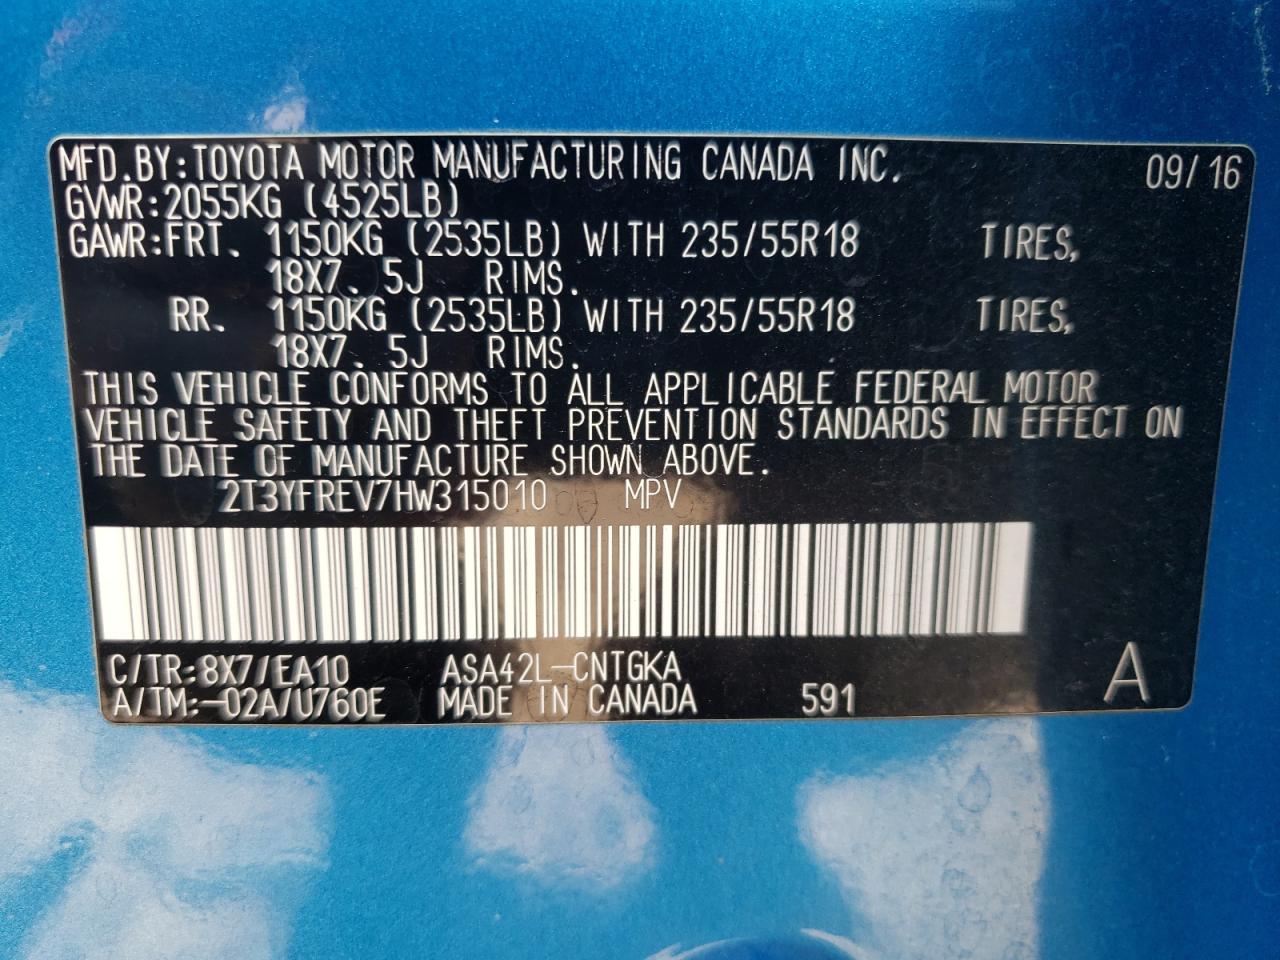 MFD.BY:TOYOTA MOTOR MANUFACTURING CANADA INC. 09/16
GVWR:2055KG (4525LB)
GAWR:FRT. 1150KG (2535LB) WITH 235/55R18 TIRES,
18X7.5J RIMS.
RR. 1150KG (2535LB) WITH 235/55R18 TIRES,
18X7.5J RIMS.
THIS VEHICLE CONFORMS TO ALL APPLICABLE FEDERAL MOTOR
VEHICLE SAFETY AND THEFT PREVENTION STANDARDS IN EFFECT ON
THE DATE OF MANUFACTURE SHOWN ABOVE.
2T3YFREV7HW315010 MPV
C/TR:8X7/EA10 ASA42L-CNTGKA A
A/TM:-02A/U760E MADE IN CANADA 591